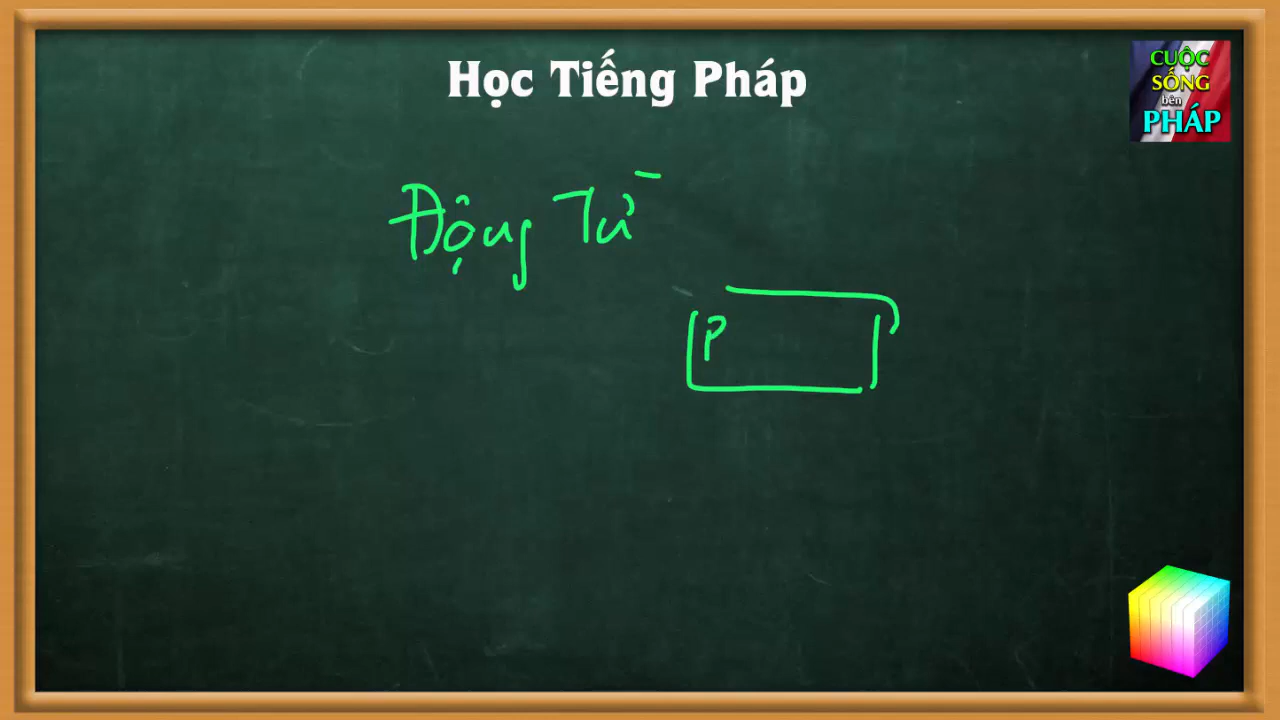 Học Tiếng Pháp
CUỘC
SỐNG
bên
PHÁP
Động Từ
P